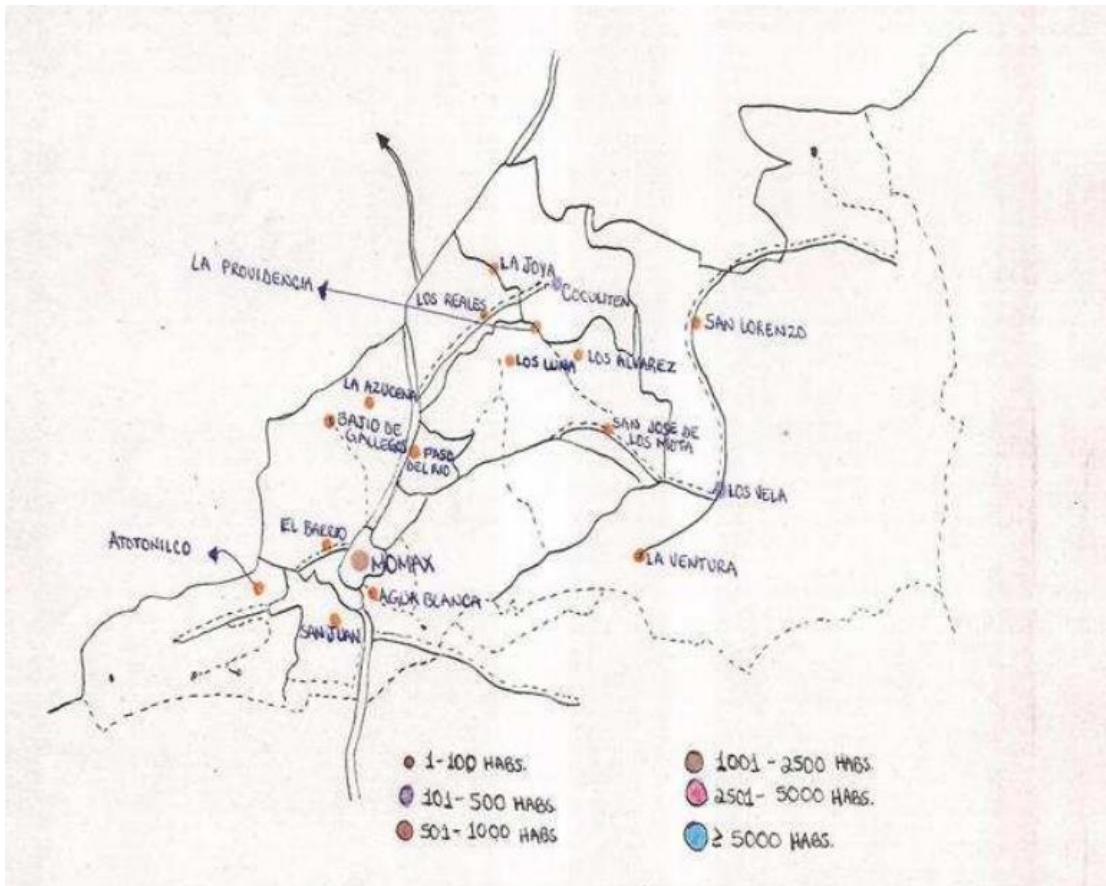 LA PROVIDENCIA
LA JOYA
COCULITEN
LOS REALES
SAN LORENZO
LOS LUNA
LOS ALVAREZ
LA AZUCENA
BAJIO DE
GALLEGOS
PASO
DEL RIO
SAN JOSE DE
LOS MOTA
LOS VELA
EL BARRIO
ATOTONILCO
MOMAX
LA VENTURA
AGUA BLANCA
SAN JUAN
1-100 HABS.
101-500 HABS.
501-1000 HABS
1001-2500 HABS.
2501-5000 HABS.
≥ 5000 HABS.